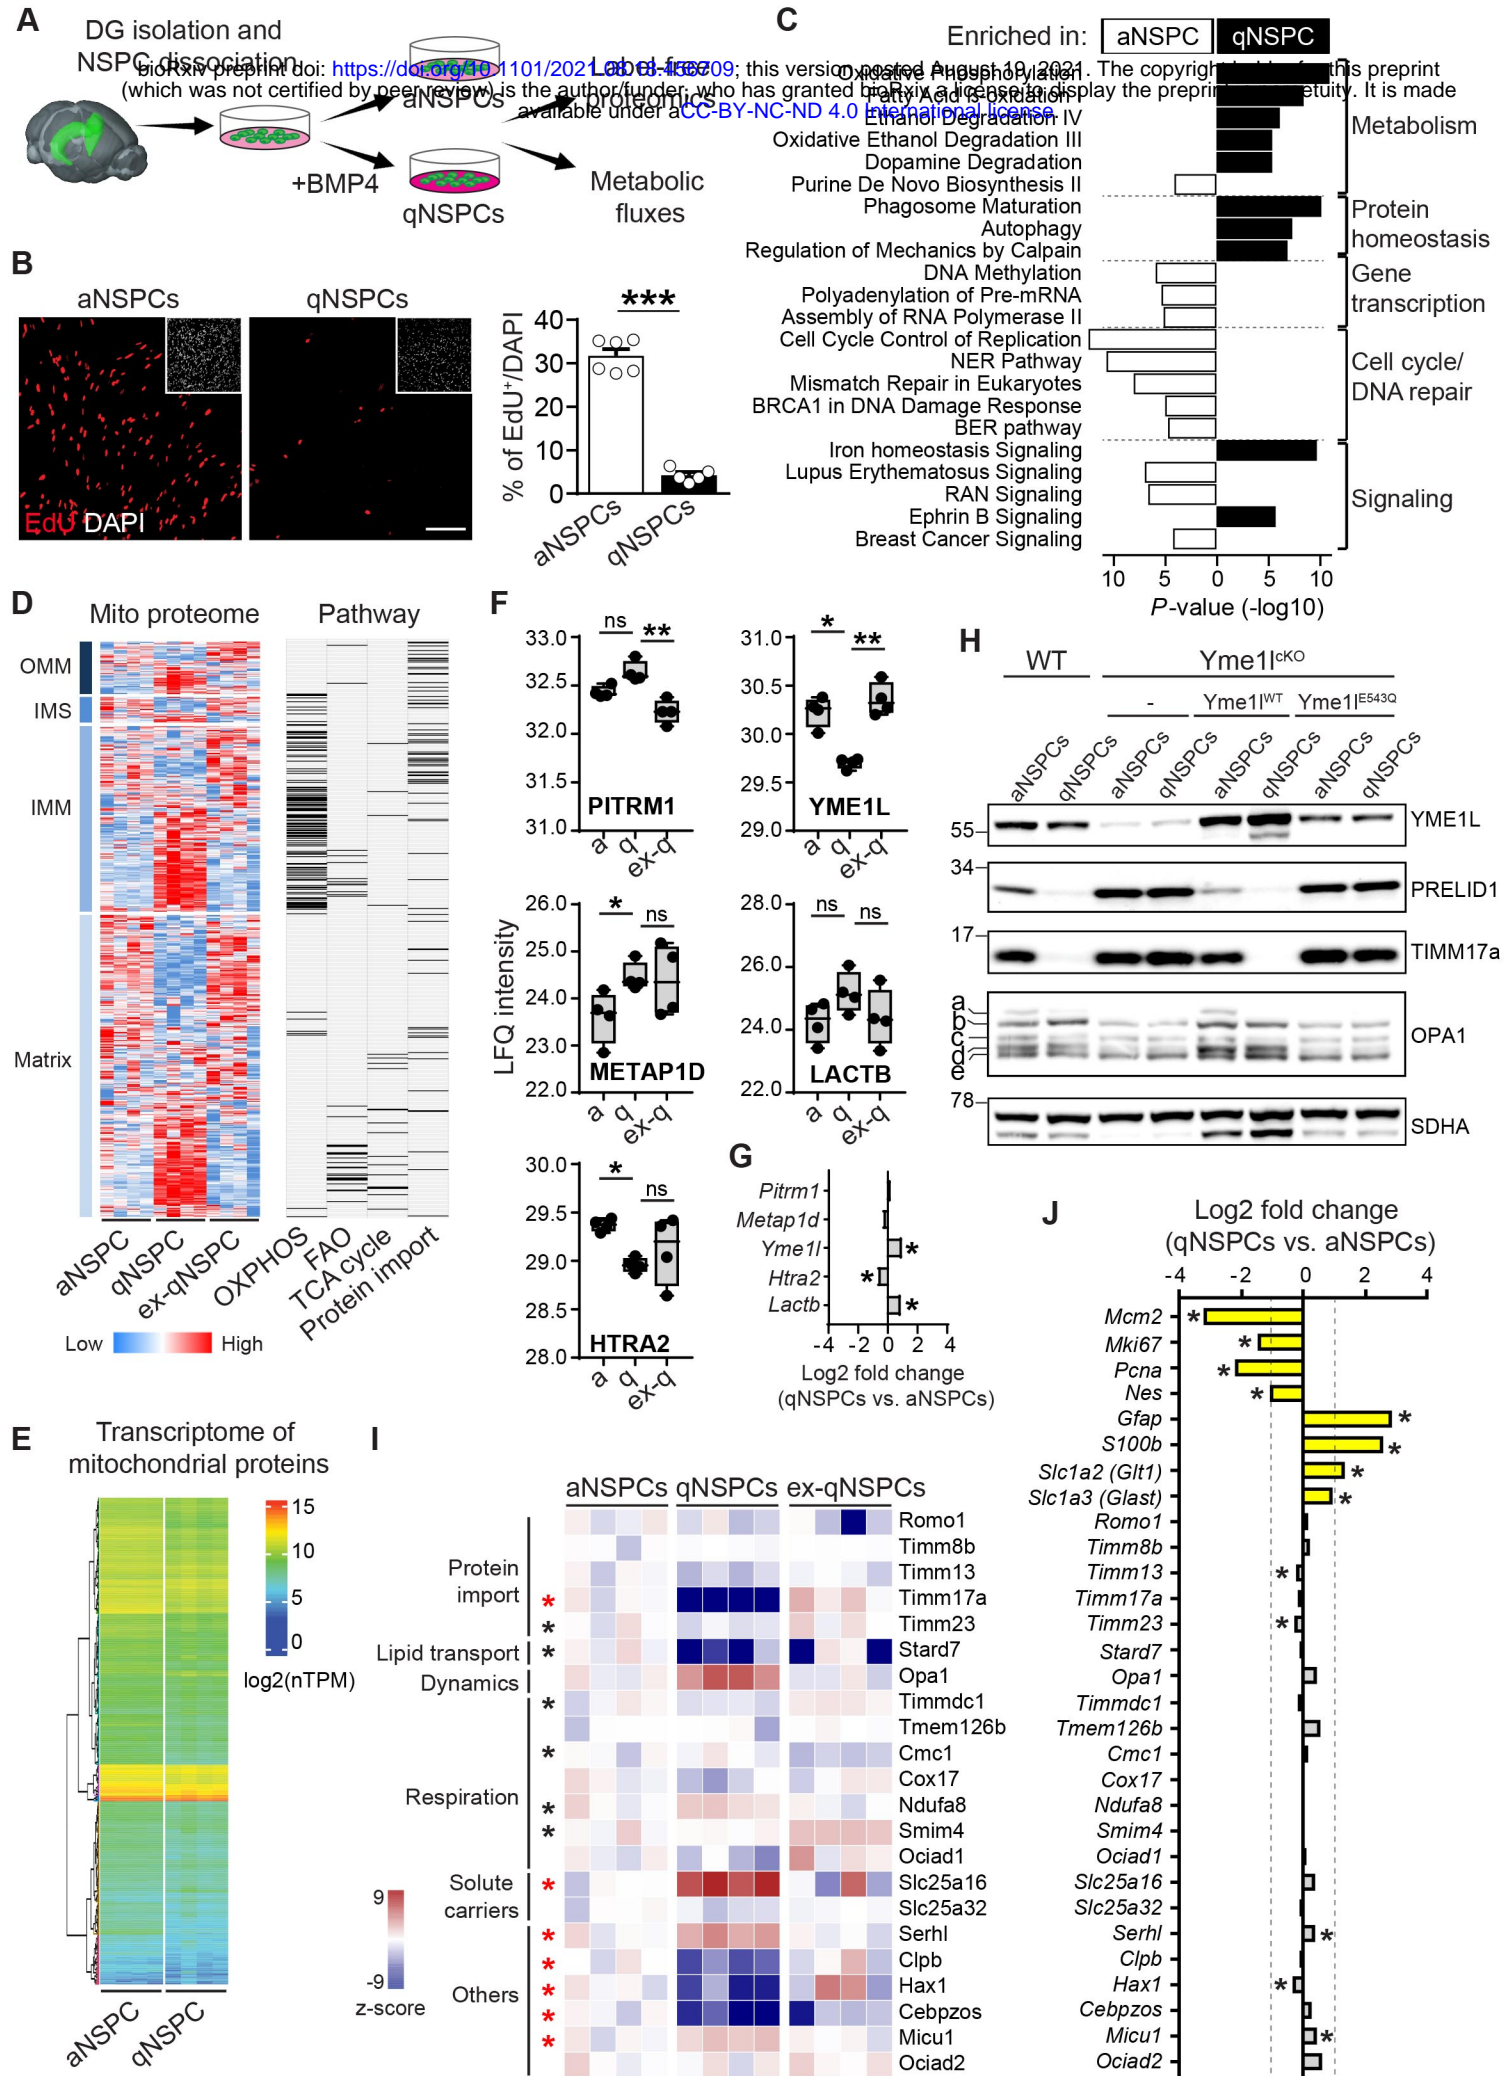 A
DG isolation and
NSPC dissociation
aNSPCs
Label-free
proteomics
+BMP4
qNSPCs
Metabolic
fluxes
bioRxiv preprint doi: https://doi.org/10.1101/2021.08.18.456709; this version posted August 19, 2021. The copyright holder for this preprint
(which was not certified by peer review) is the author/funder, who has granted bioRxiv a license to display the preprint in perpetuity. It is made
available under aCC-BY-NC-ND 4.0 International license.
B
aNSPCs
qNSPCs
EdU DAPI
***
% of EdU+/DAPI
40
30
20
10
0
aNSPCs
qNSPCs
C
Enriched in: aNSPC qNSPC
Oxidative Phosphorylation
Fatty Acid ß-oxidation I
Ethanol Degradation IV
Oxidative Ethanol Degradation III
Dopamine Degradation
Purine De Novo Biosynthesis II
Metabolism
Phagosome Maturation
Autophagy
Regulation of Mechanics by Calpain
Protein
homeostasis
DNA Methylation
Polyadenylation of Pre-mRNA
Assembly of RNA Polymerase II
Gene
transcription
Cell Cycle Control of Replication
NER Pathway
Mismatch Repair in Eukaryotes
BRCA1 in DNA Damage Response
BER pathway
Cell cycle/
DNA repair
Iron homeostasis Signaling
Lupus Erythematosus Signaling
RAN Signaling
Ephrin B Signaling
Breast Cancer Signaling
Signaling
10 5 0 5 10
P-value (-log10)
D
Mito proteome
Pathway
OMM
IMS
IMM
Matrix
aNSPC
qNSPC
ex-qNSPC
OXPHOS
FAO
TCA cycle
Protein import
Low High
E
Transcriptome of
mitochondrial proteins
15
10
5
0
log2(nTPM)
aNSPC
qNSPC
F
LFQ intensity
33.0
32.5
32.0
31.5
31.0
ns **
PITRM1
a q ex-q
31.0
30.5
30.0
29.5
29.0
* **
YME1L
a q ex-q
26.0
25.0
24.0
23.0
22.0
* ns
METAP1D
a q ex-q
28.0
26.0
24.0
22.0
ns ns
LACTB
a q ex-q
30.0
29.5
29.0
28.5
28.0
* ns
HTRA2
a q ex-q
G
Pitrm1
Metap1d
Yme1l *
Htra2 *
Lactb *
-4 -2 0 2 4
Log2 fold change
(qNSPCs vs. aNSPCs)
H
WT Yme1lcKO
- Yme1lWT Yme1lE543Q
aNSPCs qNSPCs aNSPCs qNSPCs aNSPCs qNSPCs aNSPCs qNSPCs
55 YME1L
34 PRELID1
17 TIMM17a
a
b
c
d
e
OPA1
78 SDHA
I
aNSPCs qNSPCs ex-qNSPCs
Protein
import
Lipid transport
Dynamics
Respiration
Solute
carriers
Others
Romo1
Timm8b
Timm13
* Timm17a
* Timm23
* Stard7
Opa1
* Timmdc1
Tmem126b
* Cmc1
Cox17
* Ndufa8
* Smim4
Ociad1
* Slc25a16
Slc25a32
* Serhl
* Clpb
* Hax1
* Cebpzos
* Micu1
Ociad2
9
-9
z-score
J
Log2 fold change
(qNSPCs vs. aNSPCs)
-4 -2 0 2 4
Mcm2 *
Mki67 *
Pcna *
Nes *
Gfap *
S100b *
Slc1a2 (Glt1) *
Slc1a3 (Glast) *
Romo1
Timm8b
Timm13 *
Timm17a
Timm23 *
Stard7
Opa1
Timmdc1
Tmem126b
Cmc1
Cox17
Ndufa8
Smim4
Ociad1
Slc25a16
Slc25a32
Serhl *
Clpb
Hax1 *
Cebpzos
Micu1 *
Ociad2